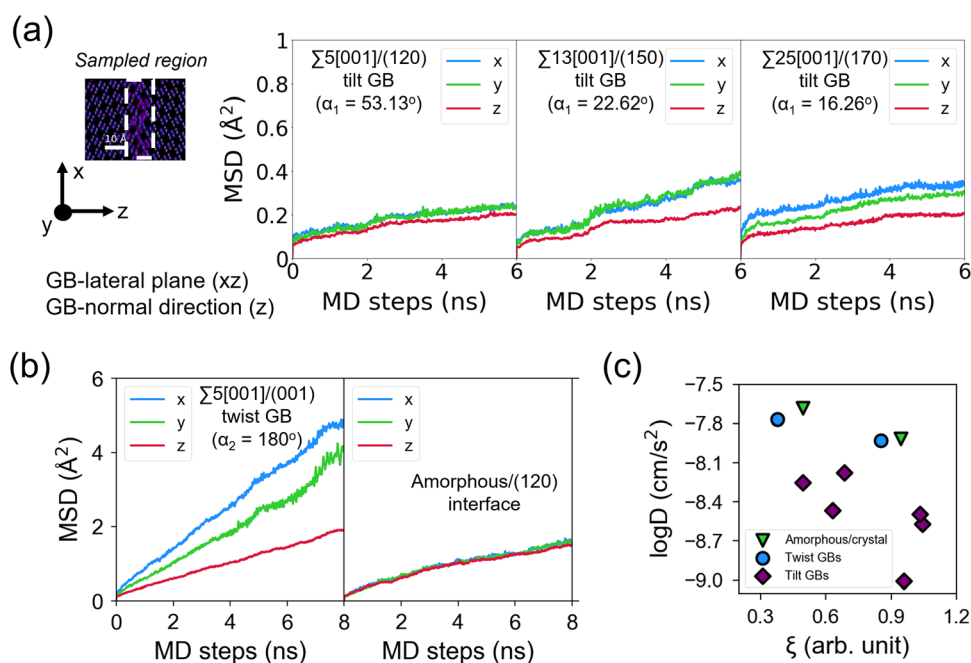 (a)
Sampled region
10 Å
x
y
z
GB-lateral plane (xz)
GB-normal direction (z)
MSD (Å²)
1
0.8
0.6
0.4
0.2
0
∑5[001]/(120)
tilt GB
(α₁ = 53.13º)
x
y
z
∑13[001]/(150)
tilt GB
(α₁ = 22.62º)
x
y
z
∑25[001]/(170)
tilt GB
(α₁ = 16.26º)
x
y
z
0 2 4 6 2 4 6 2 4 6
MD steps (ns) MD steps (ns) MD steps (ns)
(b)
MSD (Å²)
6
4
2
0
x
y
z
∑5[001]/(001)
twist GB
(α₂ = 180º)
x
y
z
Amorphous/(120)
interface
0 2 4 6 8 2 4 6 8
MD steps (ns) MD steps (ns)
(c)
logD (cm/s²)
−7.5
−7.8
−8.1
−8.4
−8.7
−9.0
Amorphous/crystal
Twist GBs
Tilt GBs
0.3 0.6 0.9 1.2
ξ (arb. unit)